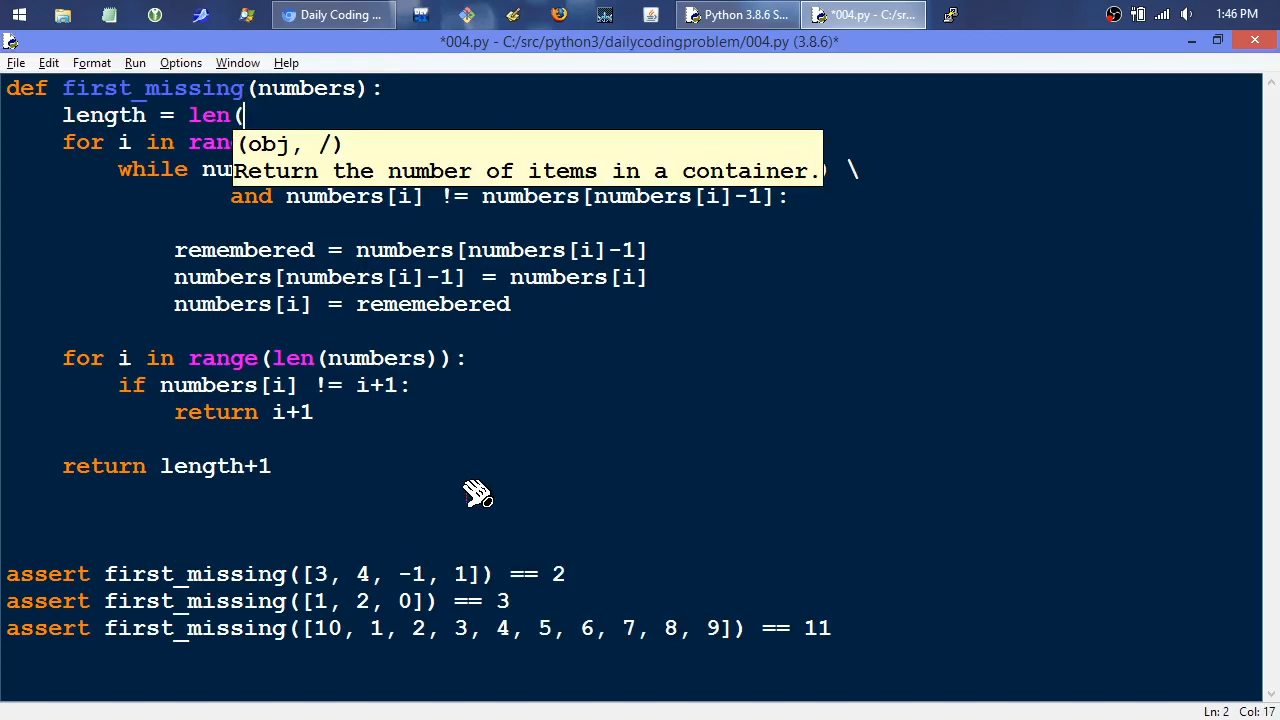 Daily Coding ...
Python 3.8.6 S...
*004.py - C:/sr...
1:46 PM
*004.py - C:/src/python3/dailycodingproblem/004.py (3.8.6)*
File Edit Format Run Options Window Help
def first_missing(numbers):
length = len(
(obj, /)
for i in ran
Return the number of items in a container.
while nu \
and numbers[i] != numbers[numbers[i]-1]:
remembered = numbers[numbers[i]-1]
numbers[numbers[i]-1] = numbers[i]
numbers[i] = rememebered
for i in range(len(numbers)):
if numbers[i] != i+1:
return i+1
return length+1
assert first_missing([3, 4, -1, 1]) == 2
assert first_missing([1, 2, 0]) == 3
assert first_missing([10, 1, 2, 3, 4, 5, 6, 7, 8, 9]) == 11
Ln: 2 Col: 17